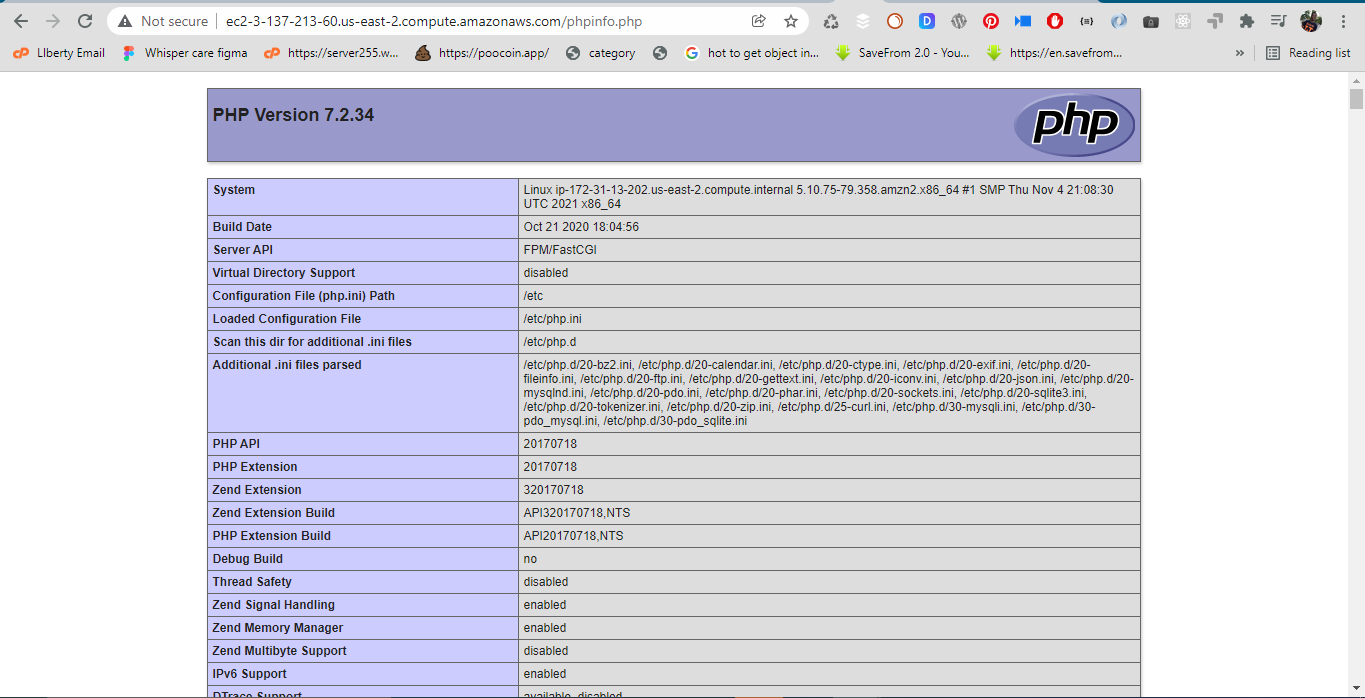 Not secure | ec2-3-137-213-60.us-east-2.compute.amazonaws.com/phpinfo.php
LIberty Email
Whisper care figma
https://server255.w...
https://poocoin.app/
category
hot to get object in...
SaveFrom 2.0 - You...
https://en.savefrom...
»
Reading list
PHP Version 7.2.34
php
System
Linux ip-172-31-13-202.us-east-2.compute.internal 5.10.75-79.358.amzn2.x86_64 #1 SMP Thu Nov 4 21:08:30
UTC 2021 x86_64
Build Date
Oct 21 2020 18:04:56
Server API
FPM/FastCGI
Virtual Directory Support
disabled
Configuration File (php.ini) Path
/etc
Loaded Configuration File
/etc/php.ini
Scan this dir for additional .ini files
/etc/php.d
Additional .ini files parsed
/etc/php.d/20-bz2.ini, /etc/php.d/20-calendar.ini, /etc/php.d/20-ctype.ini, /etc/php.d/20-exif.ini, /etc/php.d/20-
fileinfo.ini, /etc/php.d/20-ftp.ini, /etc/php.d/20-gettext.ini, /etc/php.d/20-iconv.ini, /etc/php.d/20-json.ini, /etc/php.d/20-
mysqlnd.ini, /etc/php.d/20-pdo.ini, /etc/php.d/20-phar.ini, /etc/php.d/20-sockets.ini, /etc/php.d/20-sqlite3.ini,
/etc/php.d/20-tokenizer.ini, /etc/php.d/20-zip.ini, /etc/php.d/25-curl.ini, /etc/php.d/30-mysqli.ini, /etc/php.d/30-
pdo_mysql.ini, /etc/php.d/30-pdo_sqlite.ini
PHP API
20170718
PHP Extension
20170718
Zend Extension
320170718
Zend Extension Build
API320170718,NTS
PHP Extension Build
API20170718,NTS
Debug Build
no
Thread Safety
disabled
Zend Signal Handling
enabled
Zend Memory Manager
enabled
Zend Multibyte Support
disabled
IPv6 Support
enabled
DTrace Support
available, disabled